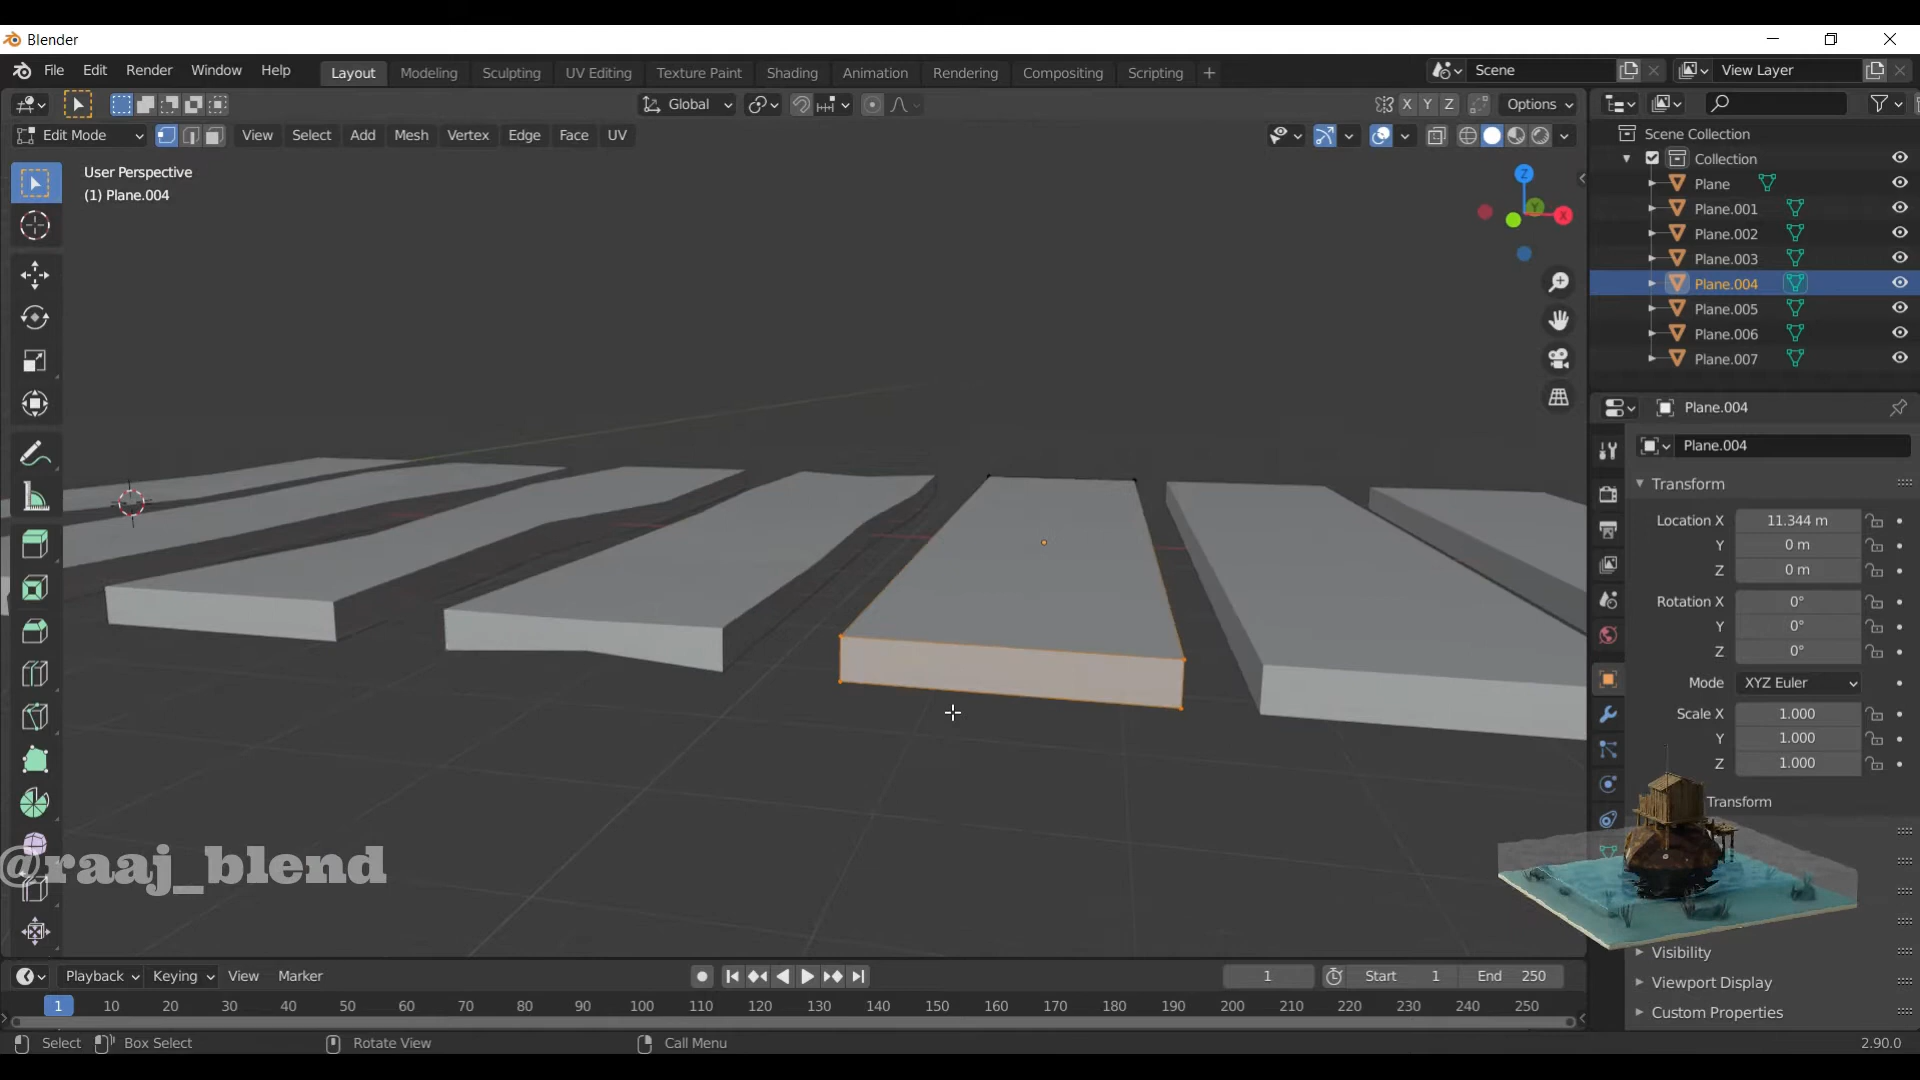 Blender
File Edit Render Window Help Layout Modeling Sculpting UV Editing Texture Paint Shading Animation Rendering Compositing Scripting + Scene View Layer
Global X Y Z Options
Edit Mode View Select Add Mesh Vertex Edge Face UV
User Perspective
(1) Plane.004
Z
Y
X
Scene Collection
Collection
Plane
Plane.001
Plane.002
Plane.003
Plane.004
Plane.005
Plane.006
Plane.007
Plane.004
Plane.004
Transform
Location X 11.344 m
Y 0 m
Z 0 m
Rotation X 0°
Y 0°
Z 0°
Mode XYZ Euler
Scale X 1.000
Y 1.000
Z 1.000
Transform
Visibility
Viewport Display
Custom Properties
@raaj_blend
Playback Keying View Marker 1 Start 1 End 250
1 10 20 30 40 50 60 70 80 90 100 110 120 130 140 150 160 170 180 190 200 210 220 230 240 250
Select Box Select Rotate View Call Menu 2.90.0